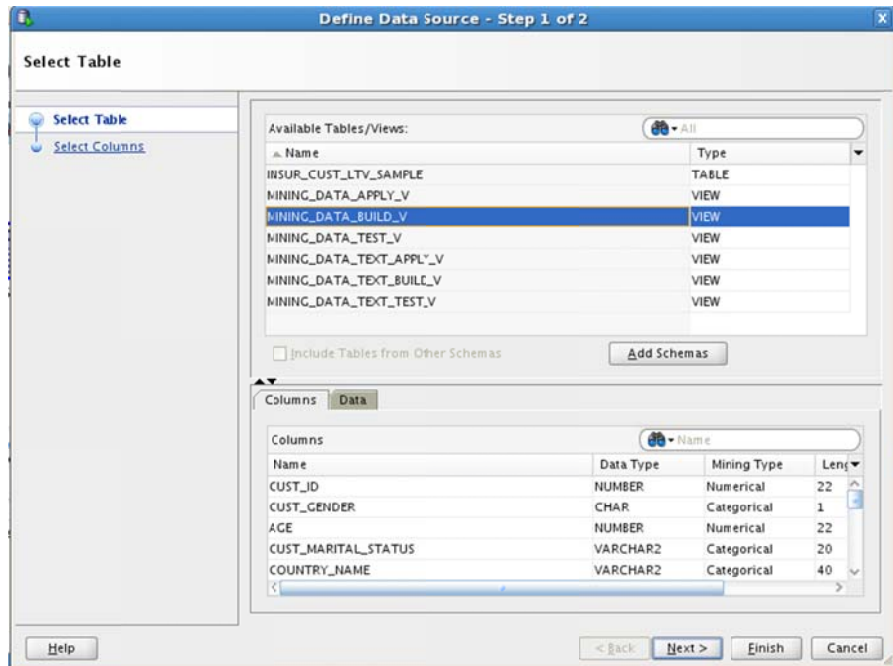 Define Data Source - Step 1 of 2
Select Table
Select Table
Select Columns
Available Tables/Views:
All
Name Type
INSUR_CUST_LTV_SAMPLE TABLE
MINING_DATA_APPLY_V VIEW
MINING_DATA_BUILD_V VIEW
MINING_DATA_TEST_V VIEW
MINING_DATA_TEXT_APPLY_V VIEW
MINING_DATA_TEXT_BUILD_V VIEW
MINING_DATA_TEXT_TEST_V VIEW
Include Tables from Other Schemas Add Schemas
Columns Data
Columns Name
Name Data Type Mining Type Leng
CUST_ID NUMBER Numerical 22
CUST_GENDER CHAR Categorical 1
AGE NUMBER Numerical 22
CUST_MARITAL_STATUS VARCHAR2 Categorical 20
COUNTRY_NAME VARCHAR2 Categorical 40
Help < Back Next > Finish Cancel